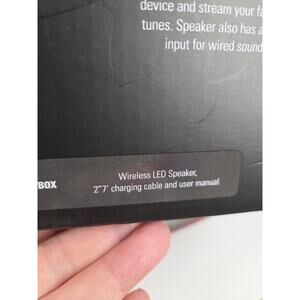 device and stream your fa
tunes. Speaker also has a
input for wired sound
BOX
Wireless LED Speaker,
2"7' charging cable and user manual